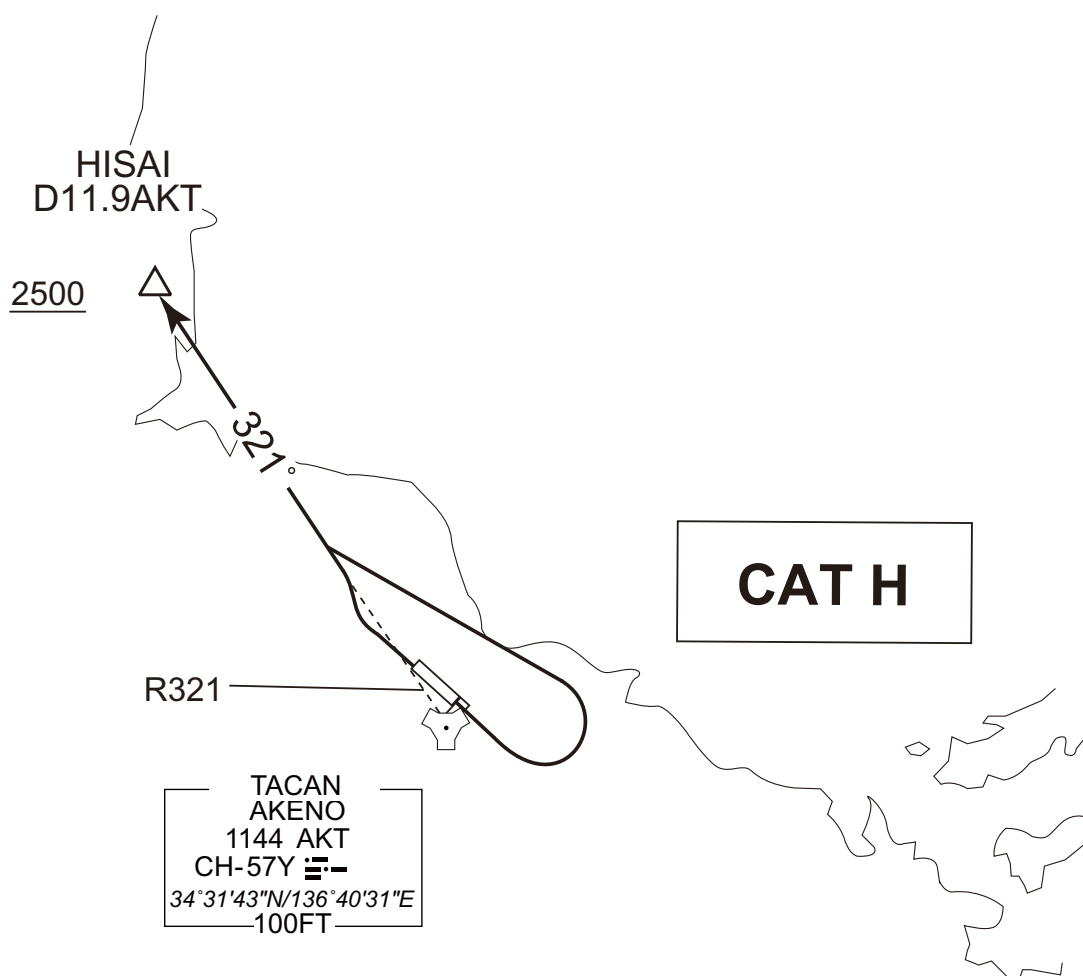 HISAI
D11.9AKT
2500
321°
CAT H
R321
TACAN
AKENO
1144 AKT
CH-57Y
34°31'43"N/136°40'31"E
100FT